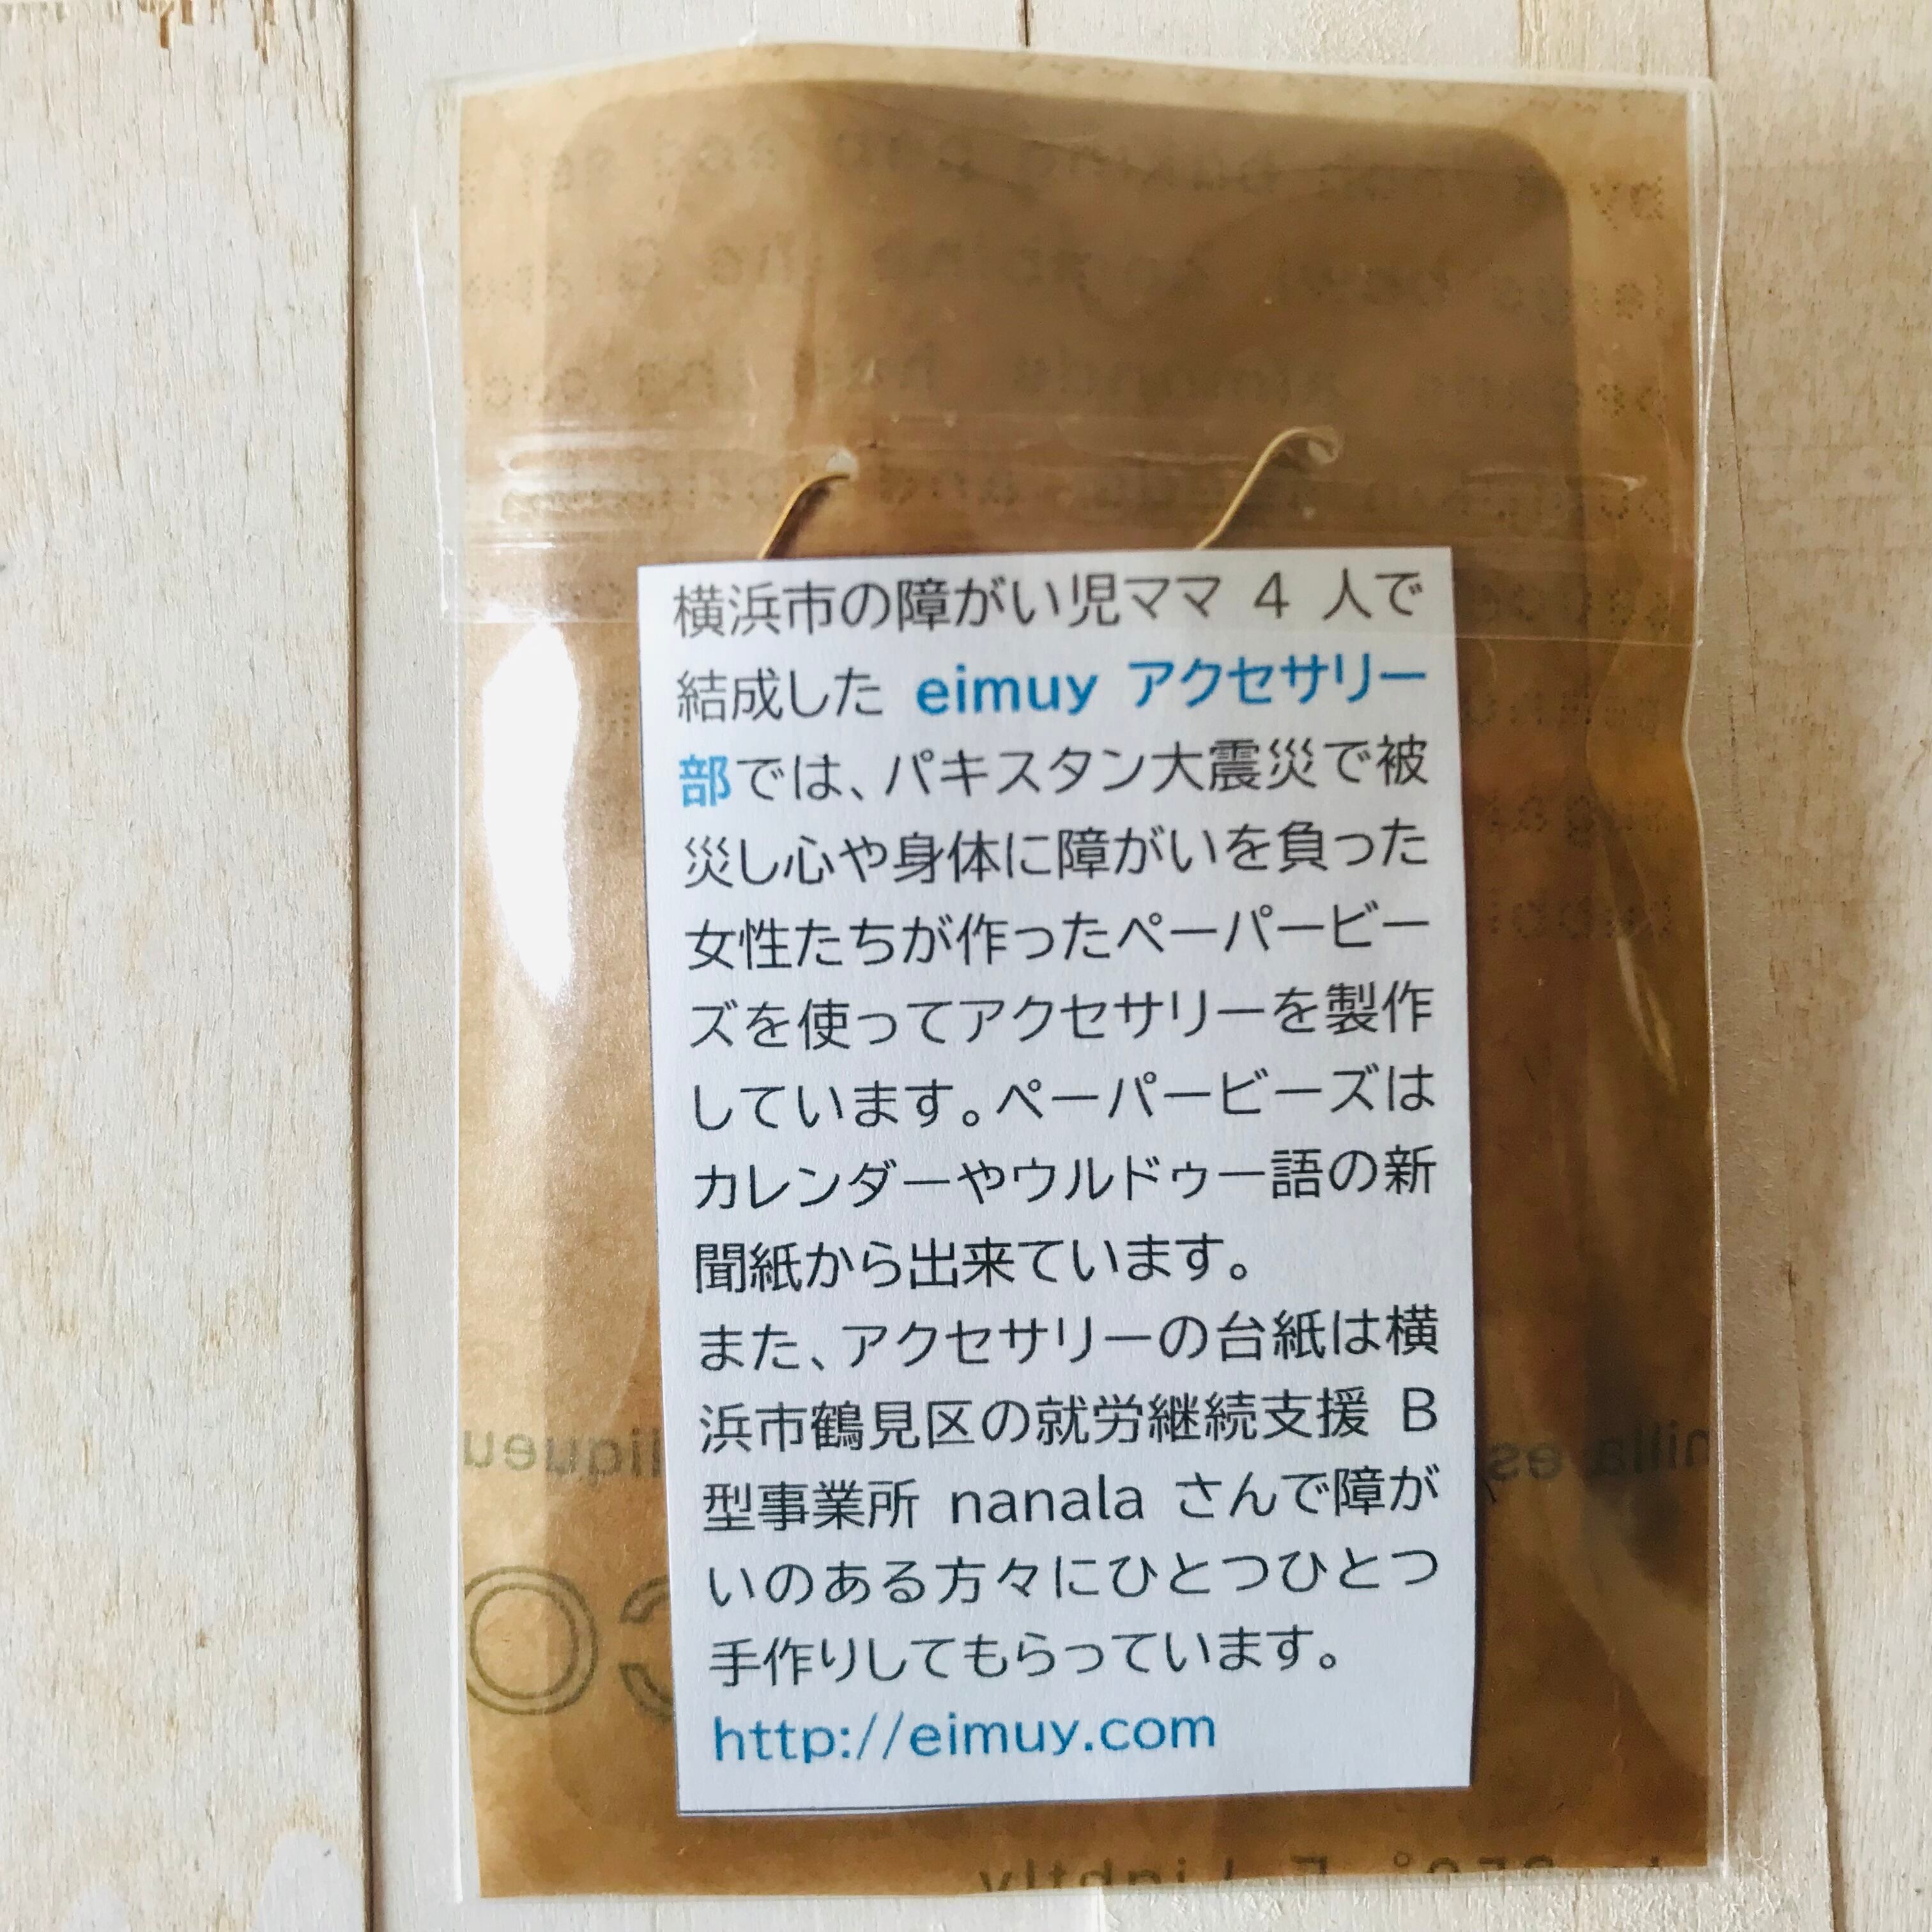 横浜市の障がい児ママ 4 人で
結成した eimuy アクセサリー
部では、パキスタン大震災で被
災し心や身体に障がいを負った
女性たちが作ったペーパービー
ズを使ってアクセサリーを製作
しています。ペーパービーズは
カレンダーやウルドゥー語の新
聞紙から出来ています。
また、アクセサリーの台紙は横
浜市鶴見区の就労継続支援 B
型事業所 nanala さんで障が
いのある方々にひとつひとつ
手作りしてもらっています。
http://eimuy.com